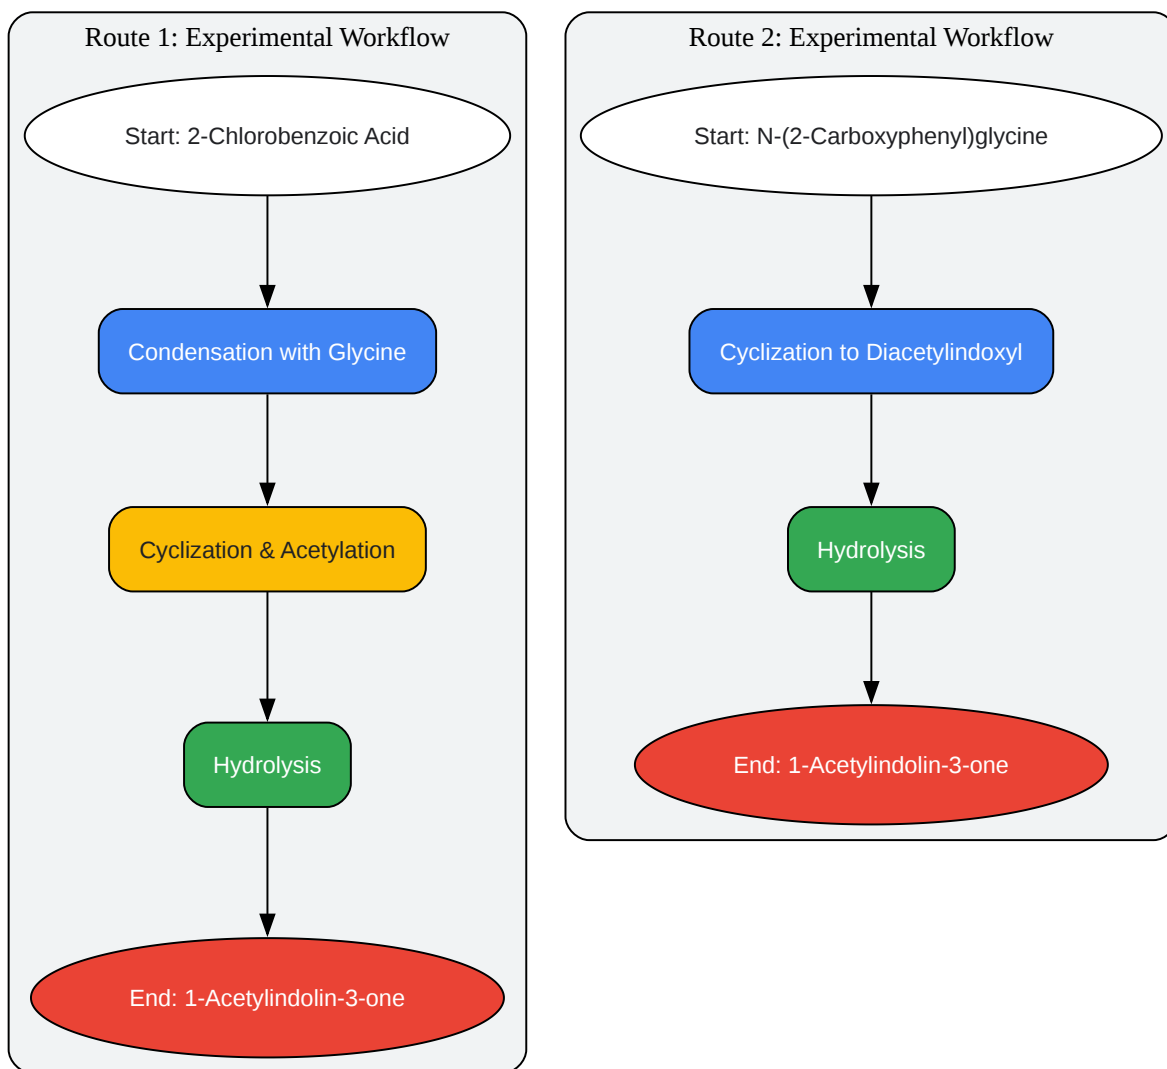 Route 1: Experimental Workflow
Start: 2-Chlorobenzoic Acid
Condensation with Glycine
Cyclization & Acetylation
Hydrolysis
End: 1-Acetylindolin-3-one
Route 2: Experimental Workflow
Start: N-(2-Carboxyphenyl)glycine
Cyclization to Diacetylindoxyl
Hydrolysis
End: 1-Acetylindolin-3-one